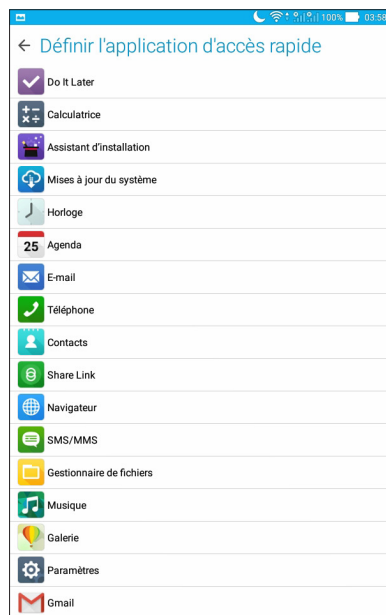 100% 03:58
Définir l'application d'accès rapide
Do It Later
Calculatrice
Assistant d'installation
Mises à jour du système
Horloge
25 Agenda
E-mail
Téléphone
Contacts
Share Link
Navigateur
SMS/MMS
Gestionnaire de fichiers
Musique
Galerie
Paramètres
Gmail